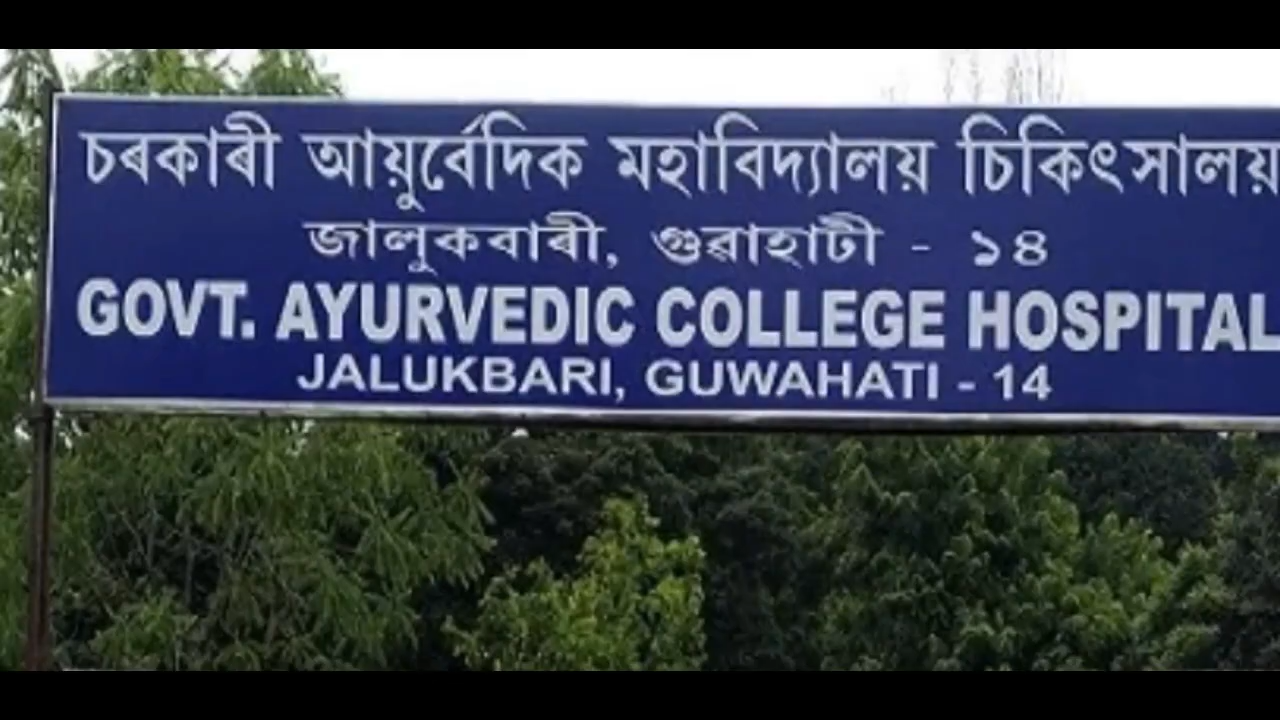 চৰকাৰী আয়ুৰ্বেদিক মহাবিদ্যালয় চিকিৎসালয়
জালুকবাৰী, গুৱাহাটী - ১৪
GOVT. AYURVEDIC COLLEGE HOSPITAL
JALUKBARI, GUWAHATI - 14